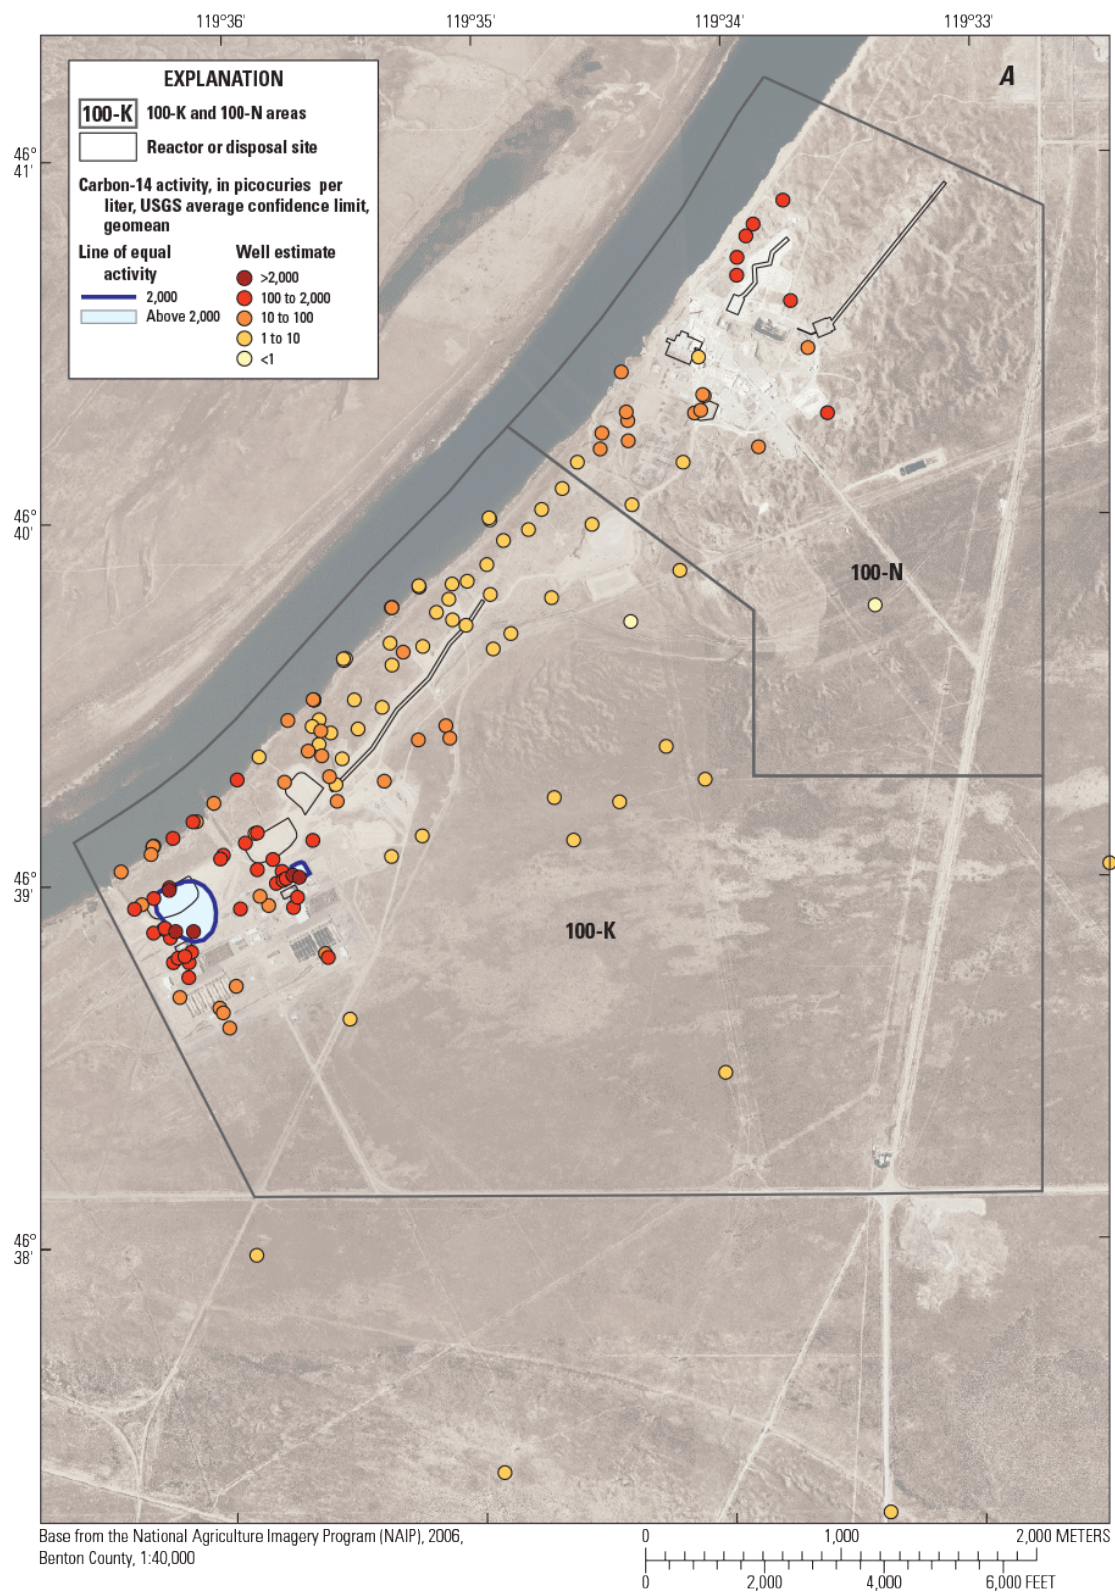 119°36' 119°35' 119°34' 119°33'
A
EXPLANATION
100-K 100-K and 100-N areas
Reactor or disposal site
Carbon-14 activity, in picocuries per
liter, USGS average confidence limit,
geomean
Line of equal
activity
2,000
Above 2,000
Well estimate
>2,000
100 to 2,000
10 to 100
1 to 10
<1
46°
41'
46°
40'
100-N
46°
39'
100-K
46°
38'
Base from the National Agriculture Imagery Program (NAIP), 2006,
Benton County, 1:40,000
0 1,000 2,000 METERS
0 2,000 4,000 6,000 FEET